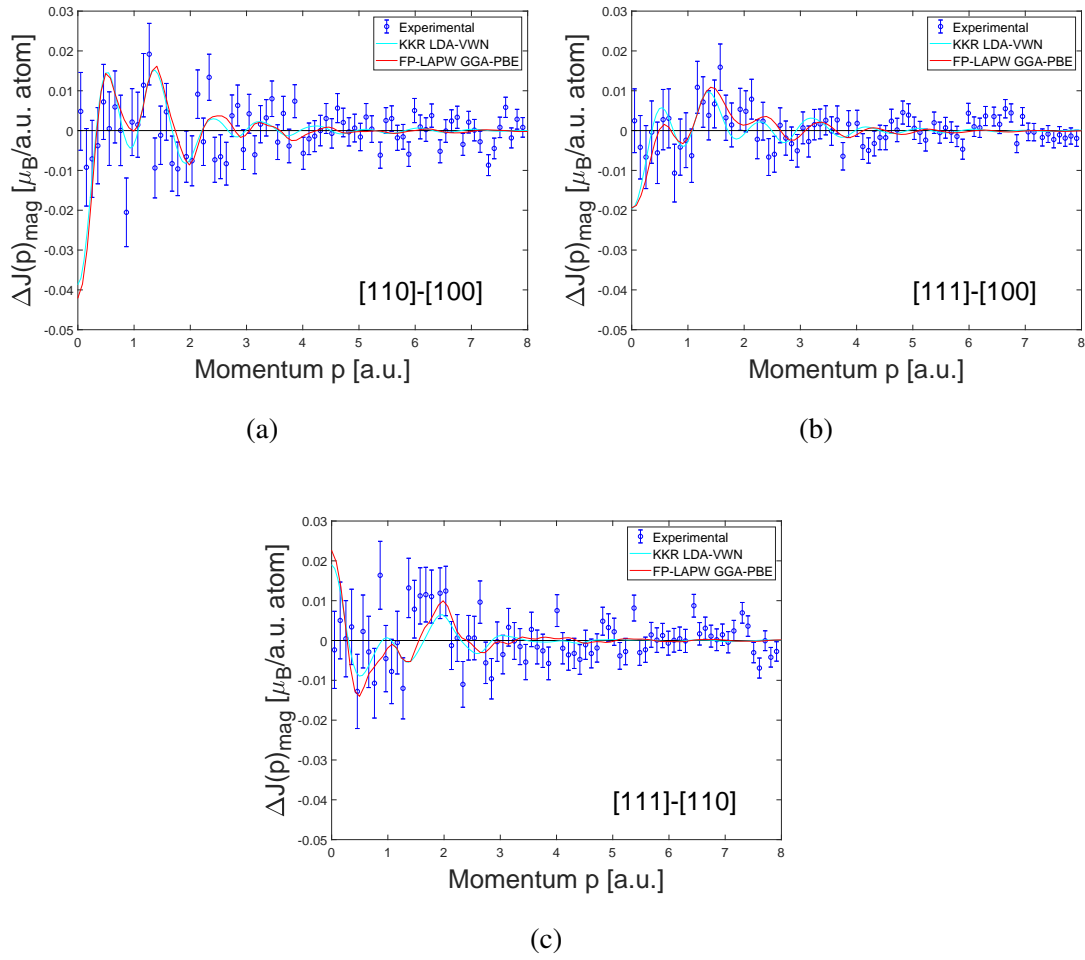 0.03
0.02
0.01
0
-0.01
-0.02
-0.03
-0.04
-0.05
ΔJ(p)mag [μB/a.u. atom]
Experimental
KKR LDA-VWN
FP-LAPW GGA-PBE
[110]-[100]
0 1 2 3 4 5 6 7 8
Momentum p [a.u.]
(a)
0.03
0.02
0.01
0
-0.01
-0.02
-0.03
-0.04
-0.05
ΔJ(p)mag [μB/a.u. atom]
Experimental
KKR LDA-VWN
FP-LAPW GGA-PBE
[111]-[100]
0 1 2 3 4 5 6 7 8
Momentum p [a.u.]
(b)
0.03
0.02
0.01
0
-0.01
-0.02
-0.03
-0.04
-0.05
ΔJ(p)mag [μB/a.u. atom]
Experimental
KKR LDA-VWN
FP-LAPW GGA-PBE
[111]-[110]
0 1 2 3 4 5 6 7 8
Momentum p [a.u.]
(c)